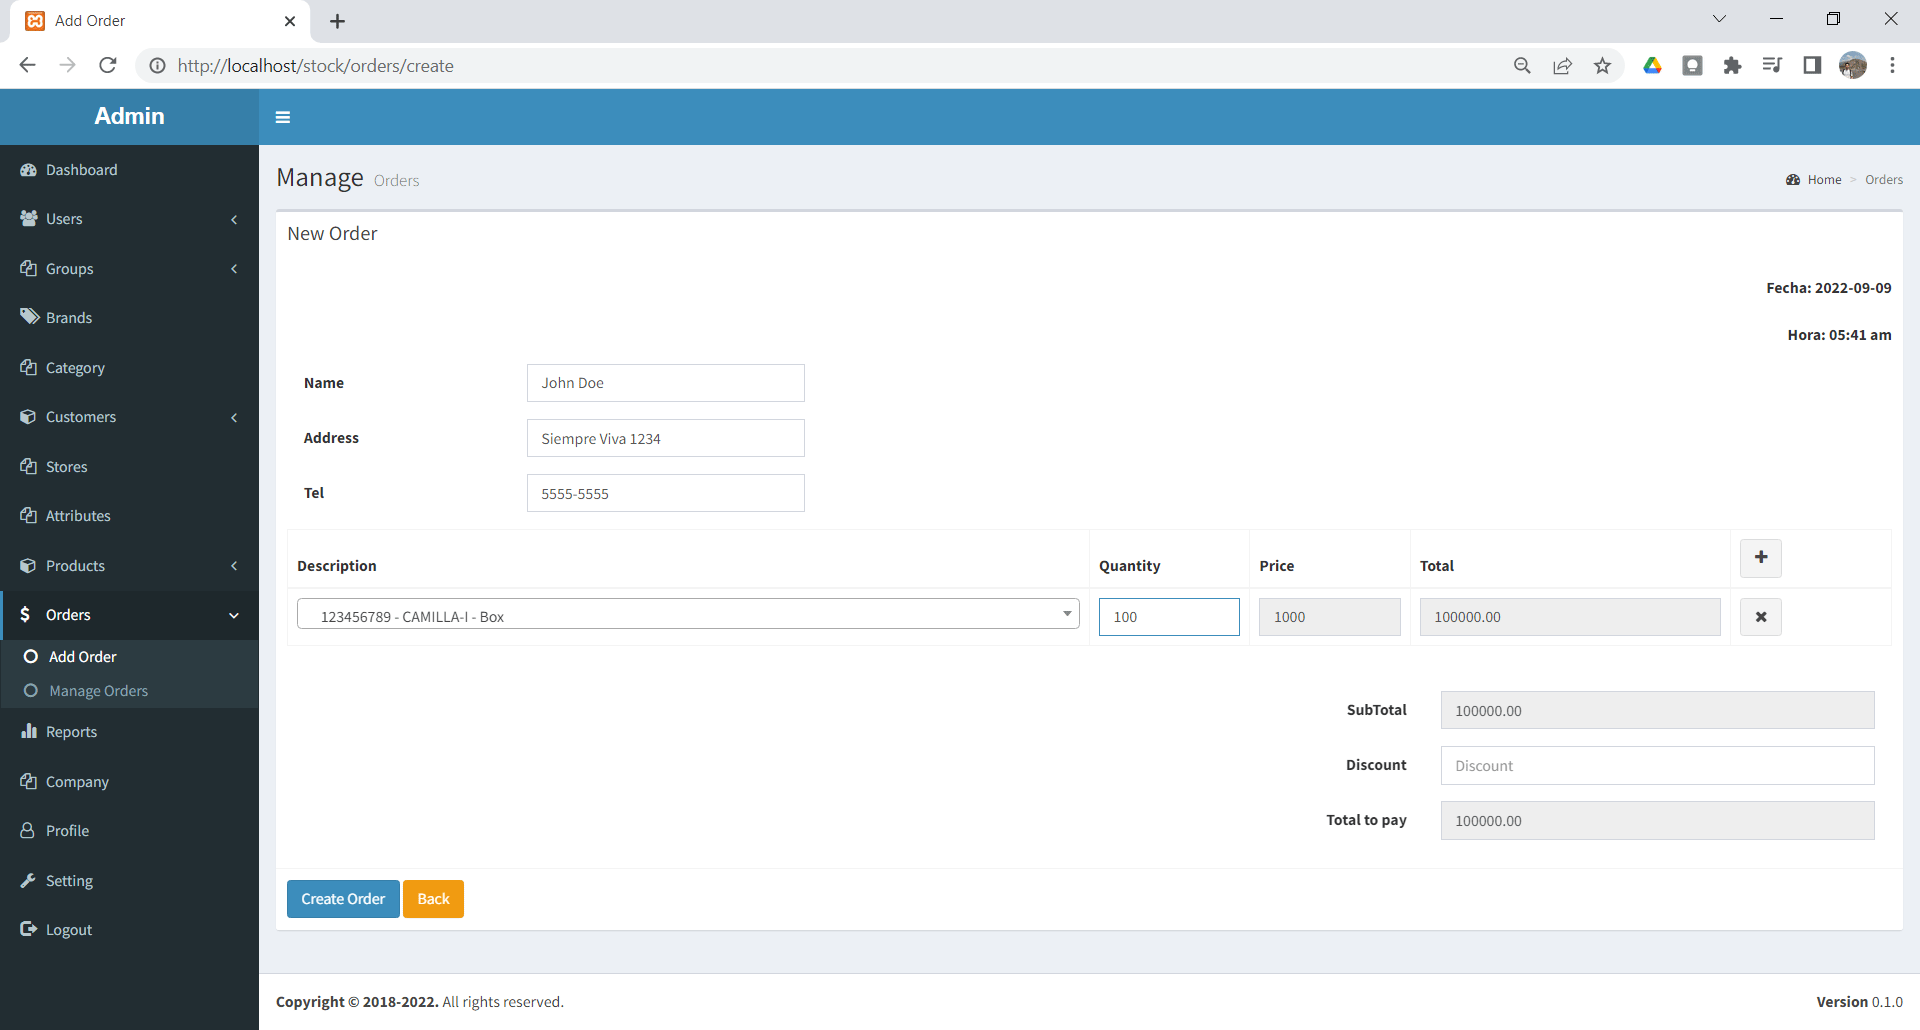 Add Order
http://localhost/stock/orders/create
Admin
Dashboard
Users
Groups
Brands
Category
Customers
Stores
Attributes
Products
Orders
Add Order
Manage Orders
Reports
Company
Profile
Setting
Logout
Manage Orders
Home > Orders
New Order
Fecha: 2022-09-09
Hora: 05:41 am
Name John Doe
Address Siempre Viva 1234
Tel 5555-5555
Description Quantity Price Total
123456789 - CAMILLA-I - Box 100 1000 100000.00
SubTotal 100000.00
Discount Discount
Total to pay 100000.00
Create Order Back
Copyright © 2018-2022. All rights reserved.
Version 0.1.0